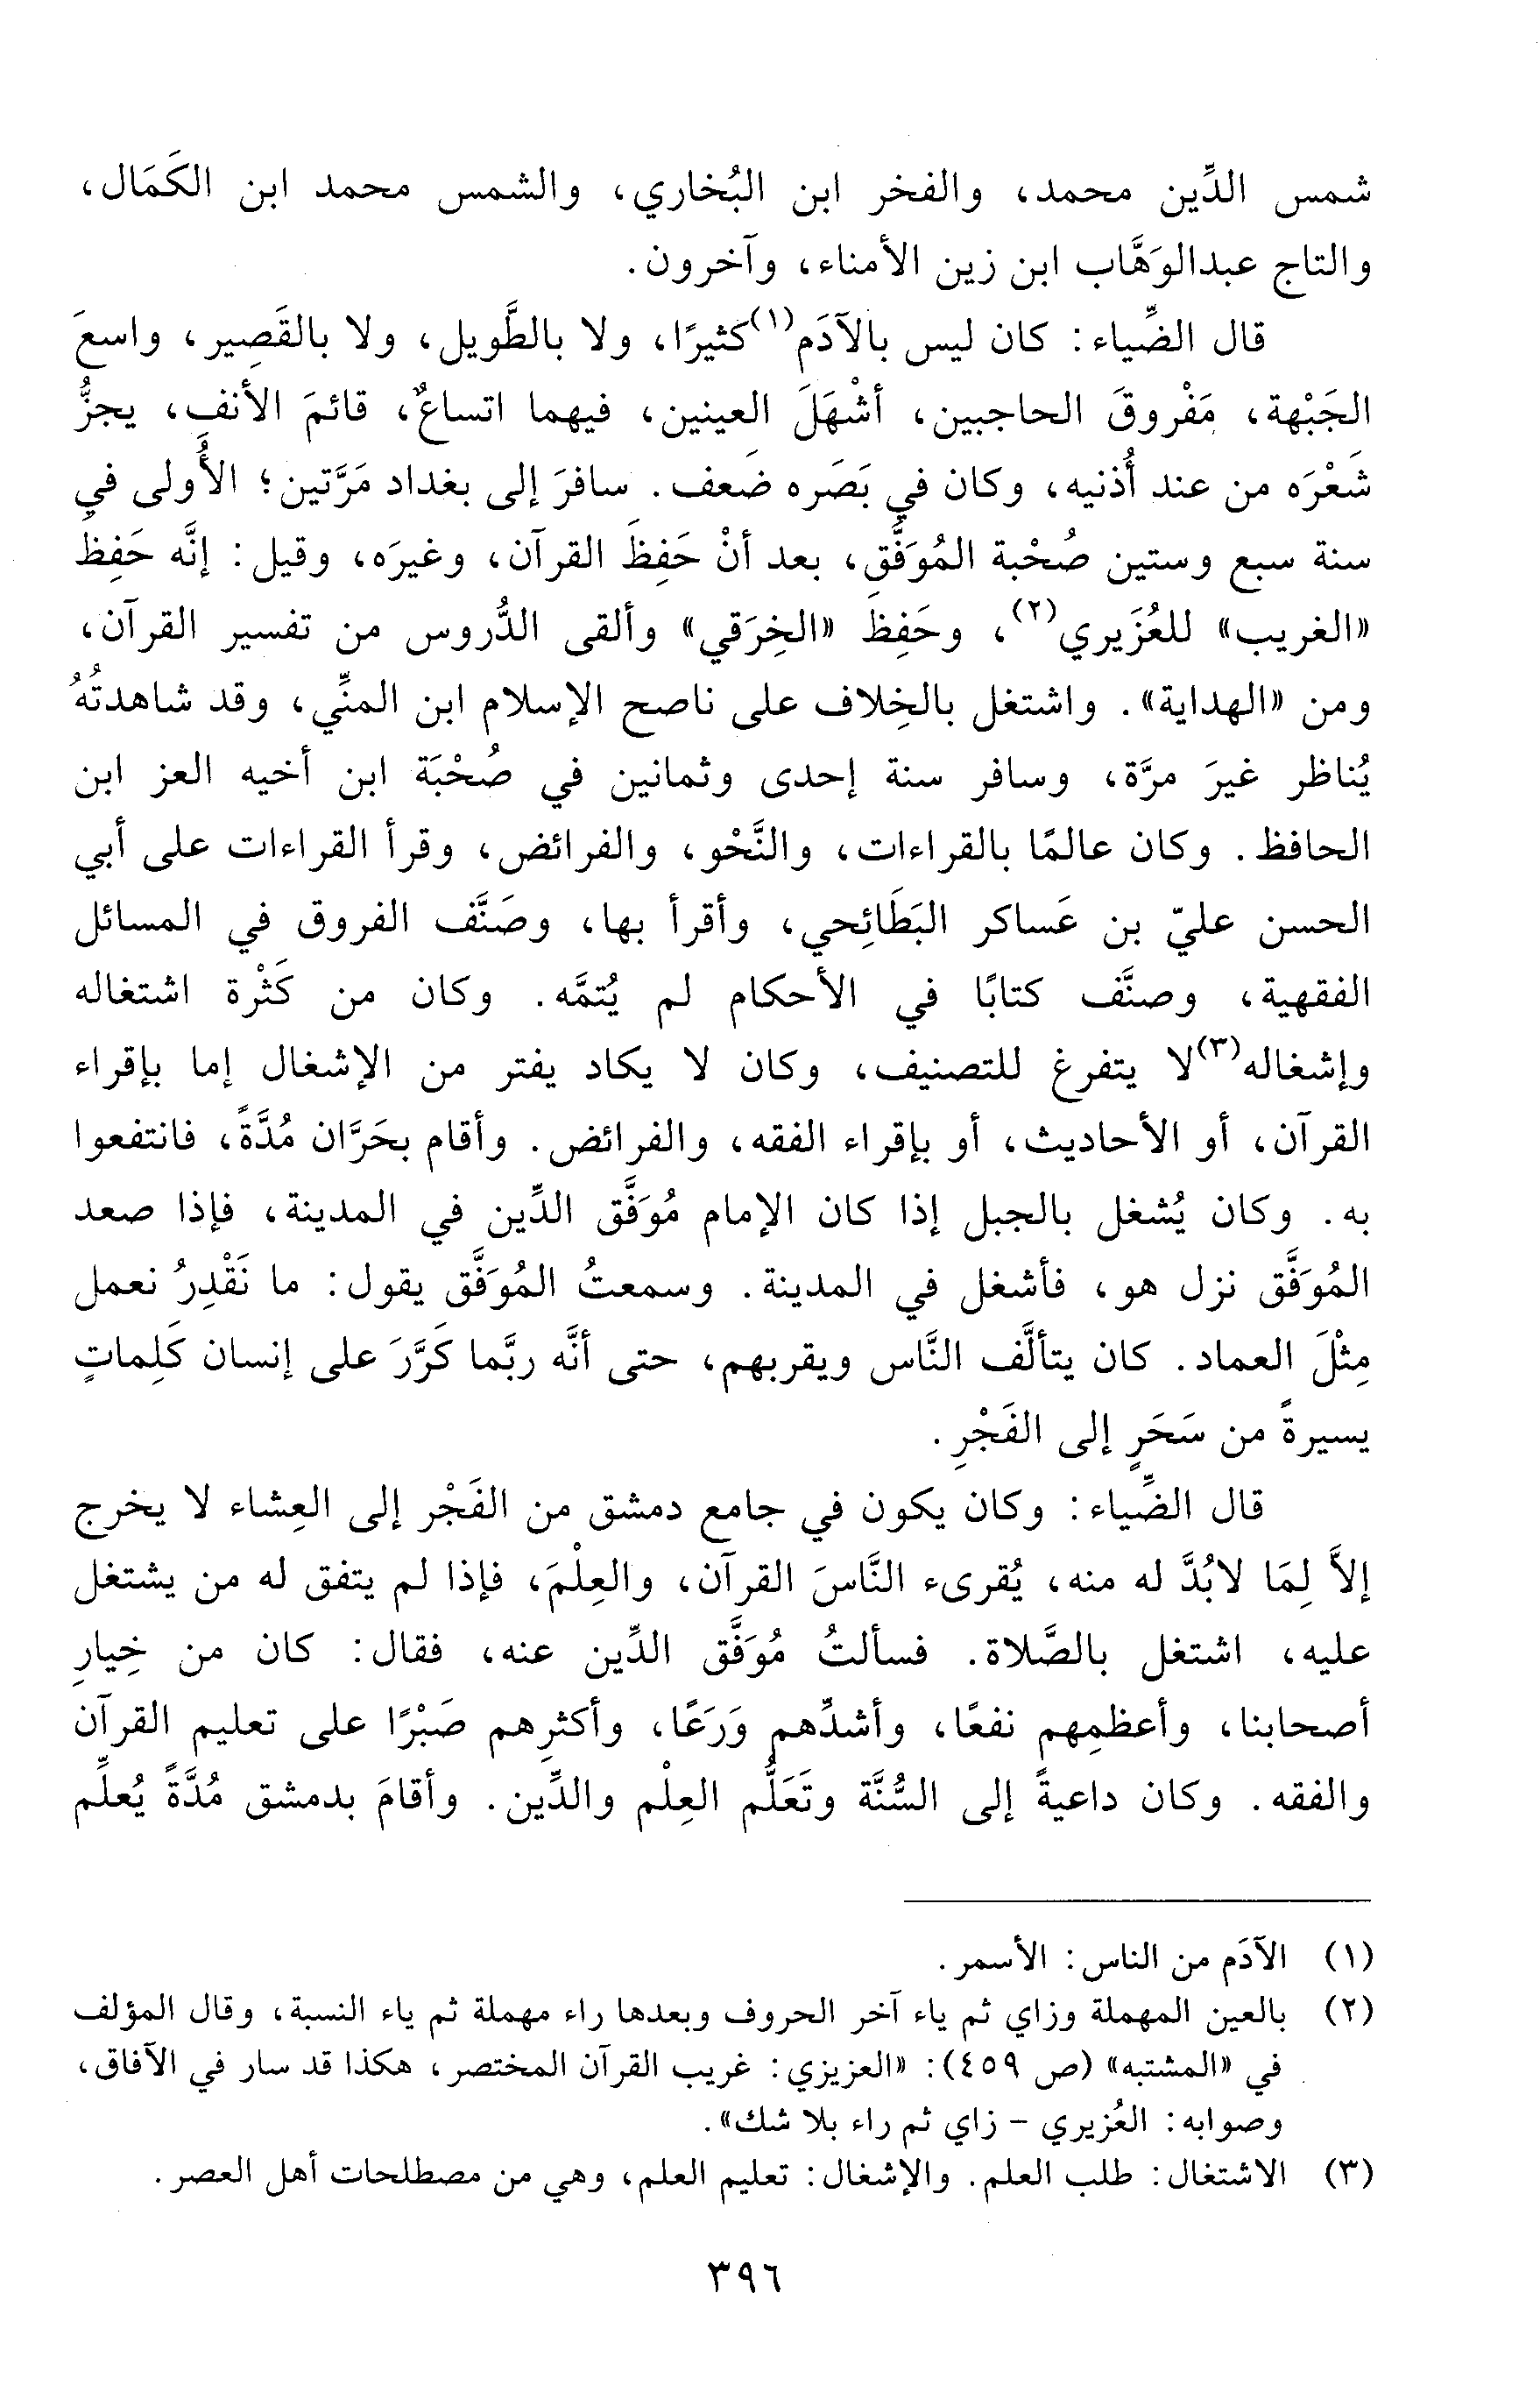 شمس الدِّين محمد، والفخر ابن البُخاري، والشمس محمد ابن الكَمَال،
والتاج عبدالوَهَّاب ابن زين الأمناء، وآخرون.
قال الضِّياء: كان ليس بالآدَم(١) كثيرًا، ولا بالطَّويل، ولا بالقَصِير، واسعَ
الجَبْهة، مَفْروقَ الحاجبين، أشْهَلَ العينين، فيهما اتساعٌ، قائمَ الأنف، يجزُّ
شَعْرَه من عند أُذنيه، وكان في بَصَره ضَعف. سافرَ إلى بغداد مَرَّتين؛ الأُولى في
سنة سبع وستين صُحْبة المُوَفَّقِ، بعد أنْ حَفِظَ القرآن، وغيرَه، وقيل: إنَّه حَفِظَ
«الغريب» للعُزَيري(٢)، وحَفِظَ «الخِرَقي» وألقى الدُّروس من تفسير القرآن،
ومن «الهداية». واشتغل بالخِلاف على ناصح الإسلام ابن المنِّي، وقد شاهدتُهُ
يُناظر غيرَ مرَّة، وسافر سنة إحدى وثمانين في صُحْبَة ابن أخيه العز ابن
الحافظ. وكان عالمًا بالقراءات، والنَّحْو، والفرائض، وقرأ القراءات على أبي
الحسن عليّ بن عَساكر البَطَائِحي، وأقرأ بها، وصَنَّف الفروق في المسائل
الفقهية، وصنَّف كتابًا في الأحكام لم يُتمَّه. وكان من كَثْرة اشتغاله
وإشغاله(٣) لا يتفرغ للتصنيف، وكان لا يكاد يفتر من الإشغال إما بإقراء
القرآن، أو الأحاديث، أو بإقراء الفقه، والفرائض. وأقام بحَرَّان مُدَّةً، فانتفعوا
به. وكان يُشغل بالجبل إذا كان الإمام مُوَفَّق الدِّين في المدينة، فإذا صعد
المُوَفَّق نزل هو، فأشغل في المدينة. وسمعتُ المُوَفَّق يقول: ما نَقْدِرُ نعمل
مِثْلَ العماد. كان يتألَّف النَّاس ويقربهم، حتى أنَّه ربَّما كَرَّرَ على إنسان كَلِماتٍ
يسيرةً من سَحَرٍ إلى الفَجْرِ.
قال الضِّياء: وكان يكون في جامع دمشق من الفَجْر إلى العِشاء لا يخرج
إلاَّ لِمَا لابُدَّ له منه، يُقرىء النَّاسَ القرآن، والعِلْمَ، فإذا لم يتفق له من يشتغل
عليه، اشتغل بالصَّلاة. فسألتُ مُوَفَّق الدِّين عنه، فقال: كان من خِيارِ
أصحابنا، وأعظمِهم نفعًا، وأشدِّهم وَرَعًا، وأكثرِهم صَبْرًا على تعليم القرآن
والفقه. وكان داعيةً إلى السُّنَّة وتَعَلُّم العِلْم والدِّين. وأقامَ بدمشق مُدَّةً يُعلِّم
(١) الآدَم من الناس: الأسمر.
(٢) بالعين المهملة وزاي ثم ياء آخر الحروف وبعدها راء مهملة ثم ياء النسبة، وقال المؤلف
في «المشتبه» (ص ٤٥٩): «العزيزي: غريب القرآن المختصر، هكذا قد سار في الآفاق،
وصوابه: العُزيري - زاي ثم راء بلا شك».
(٣) الاشتغال: طلب العلم. والإشغال: تعليم العلم، وهي من مصطلحات أهل العصر.
٣٩٦